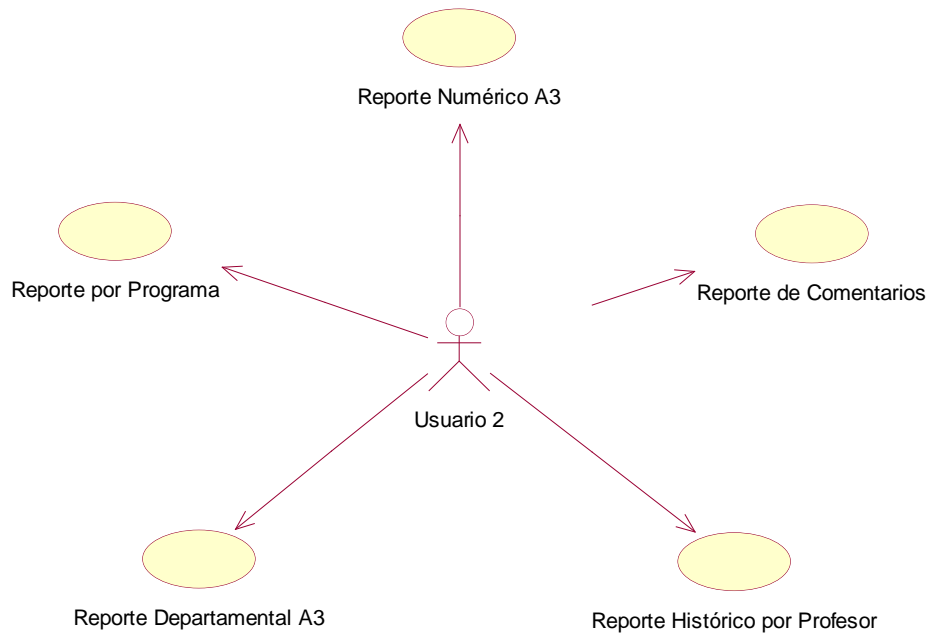 Reporte Numérico A3
Reporte por Programa
Reporte de Comentarios
Usuario 2
Reporte Departamental A3
Reporte Histórico por Profesor